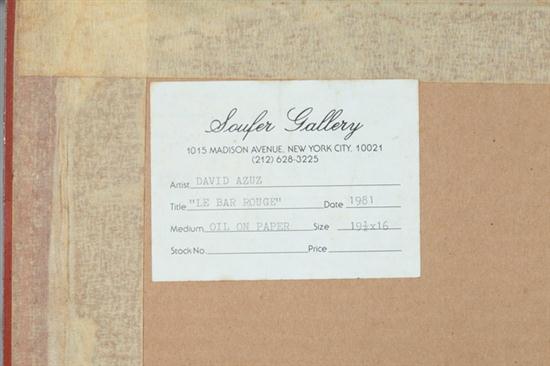 Soufer Gallery
1015 MADISON AVENUE, NEW YORK CITY, 10021
(212) 628-3225
Artist DAVID AZUZ
Title "LE BAR ROUGE" Date 1981
Medium OIL ON PAPER Size 19½x16
Stock No. Price